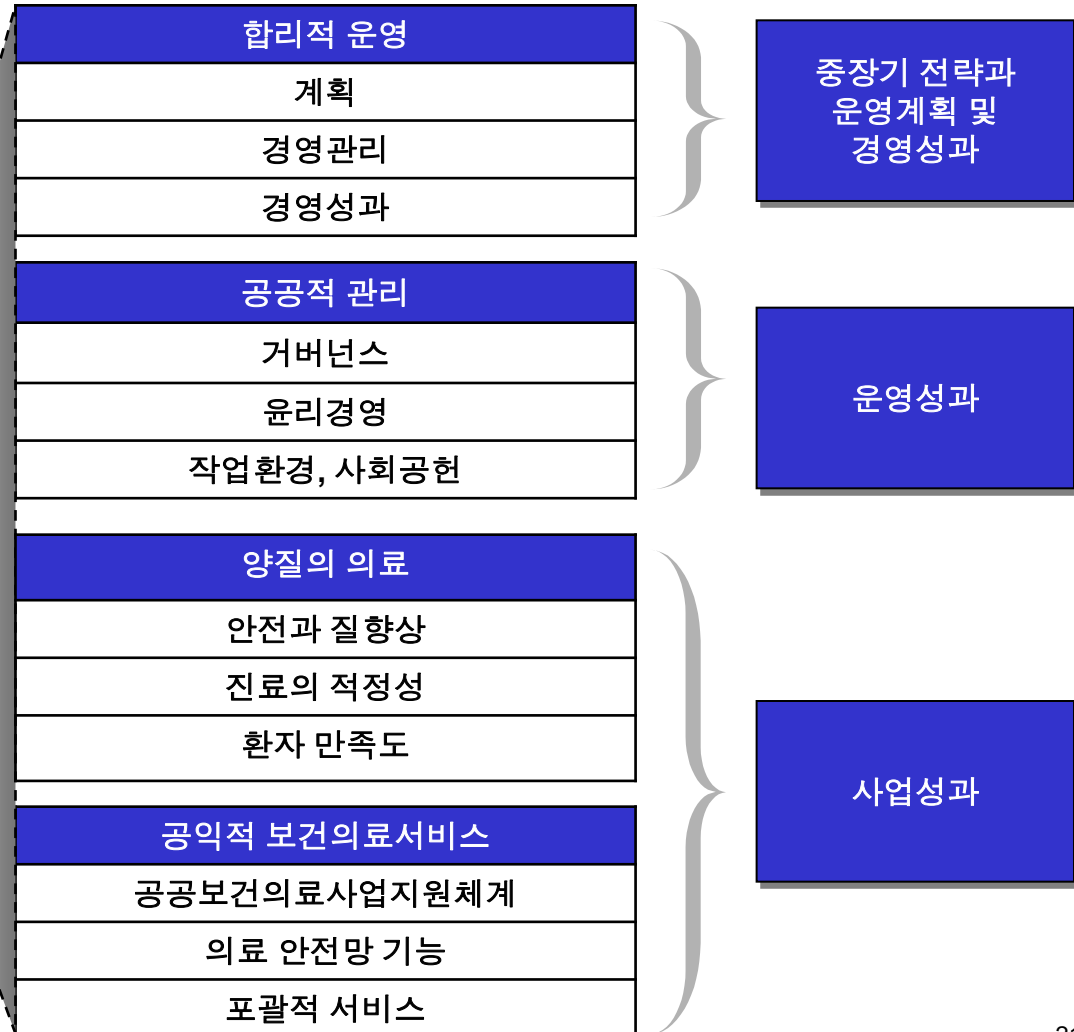 합리적 운영
계획
경영관리
경영성과
중장기 전략과
운영계획 및
경영성과
공공적 관리
거버넌스
윤리경영
작업환경, 사회공헌
운영성과
양질의 의료
안전과 질향상
진료의 적정성
환자 만족도
공익적 보건의료서비스
공공보건의료사업지원체계
의료 안전망 기능
포괄적 서비스
사업성과